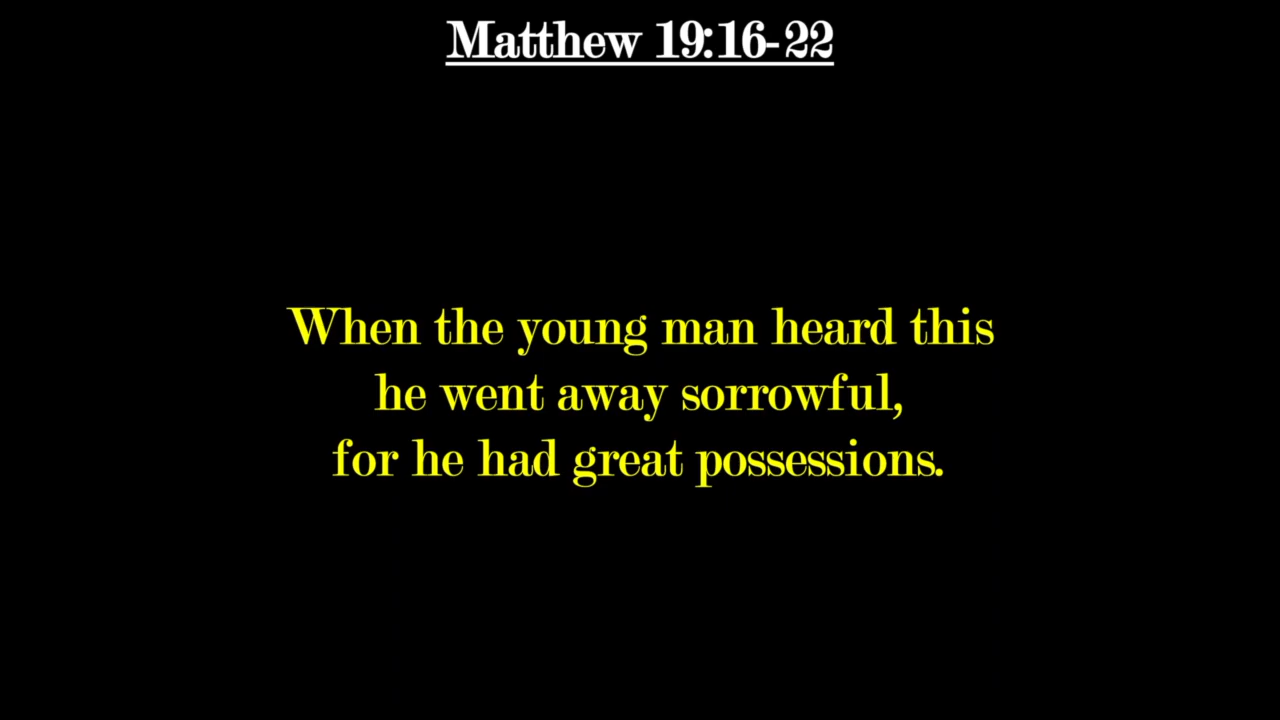 Matthew 19:16-22
When the young man heard this
he went away sorrowful,
for he had great possessions.